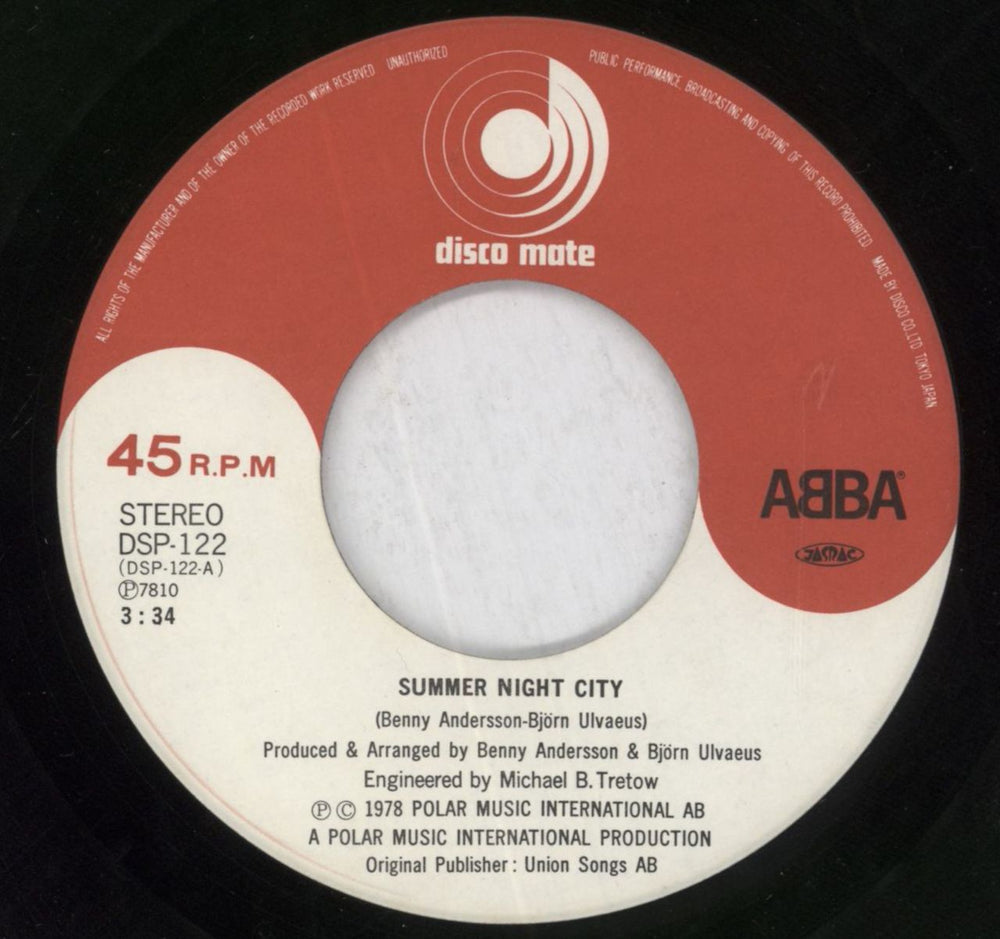 ALL RIGHTS OF THE MANUFACTURER AND OF THE OWNER OF THE RECORDED WORK RESERVED UNAUTHORIZED PUBLIC PERFORMANCE, BROADCASTING AND COPYING OF THIS RECORD PROHIBITED MADE BY DISCO CO.,LTD TOKYO JAPAN
disco mate
45 R.P.M
STEREO
DSP-122
(DSP-122-A)
Ⓟ7810
3:34
ABBA®
JASRAC
SUMMER NIGHT CITY
(Benny Andersson-Björn Ulvaeus)
Produced & Arranged by Benny Andersson & Björn Ulvaeus
Engineered by Michael B. Tretow
Ⓟ © 1978 POLAR MUSIC INTERNATIONAL AB
A POLAR MUSIC INTERNATIONAL PRODUCTION
Original Publisher: Union Songs AB